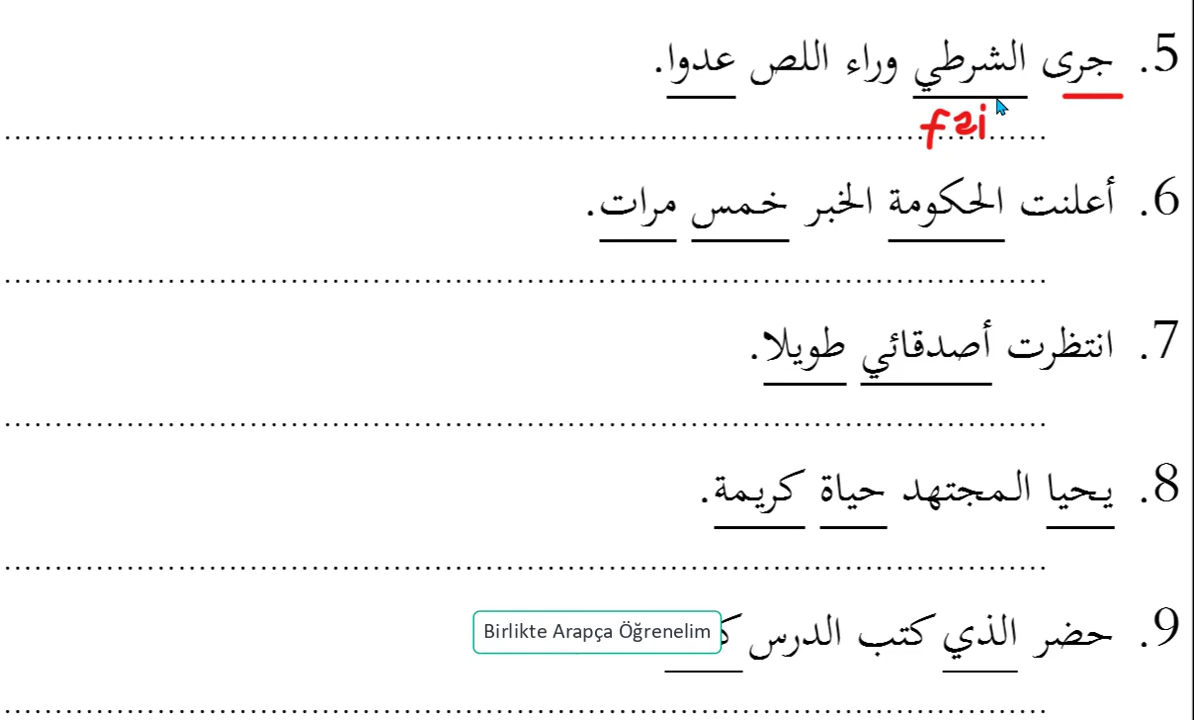 5. جرى الشرطي وراء اللص عدوا.
fai
6. أعلنت الحكومة الخبر خمس مرات.
7. انتظرت أصدقائي طويلا.
8. يحيا المجتهد حياة كريمة.
9. حضر الذي كتب الدرس
Birlikte Arapça Öğrenelim